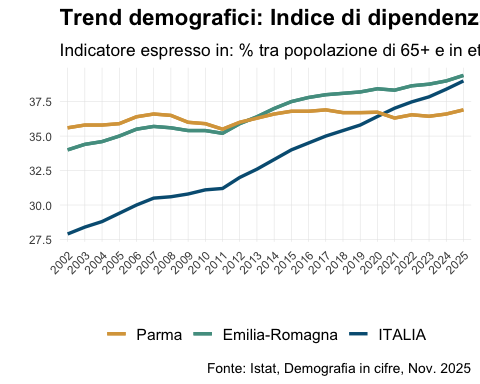 Trend demografici: Indice di dipendenz
Indicatore espresso in: % tra popolazione di 65+ e in et
37.5
35.0
32.5
30.0
27.5
2002 2003 2004 2005 2006 2007 2008 2009 2010 2011 2012 2013 2014 2015 2016 2017 2018 2019 2020 2021 2022 2023 2024 2025
Parma Emilia-Romagna ITALIA
Fonte: Istat, Demografia in cifre, Nov. 2025